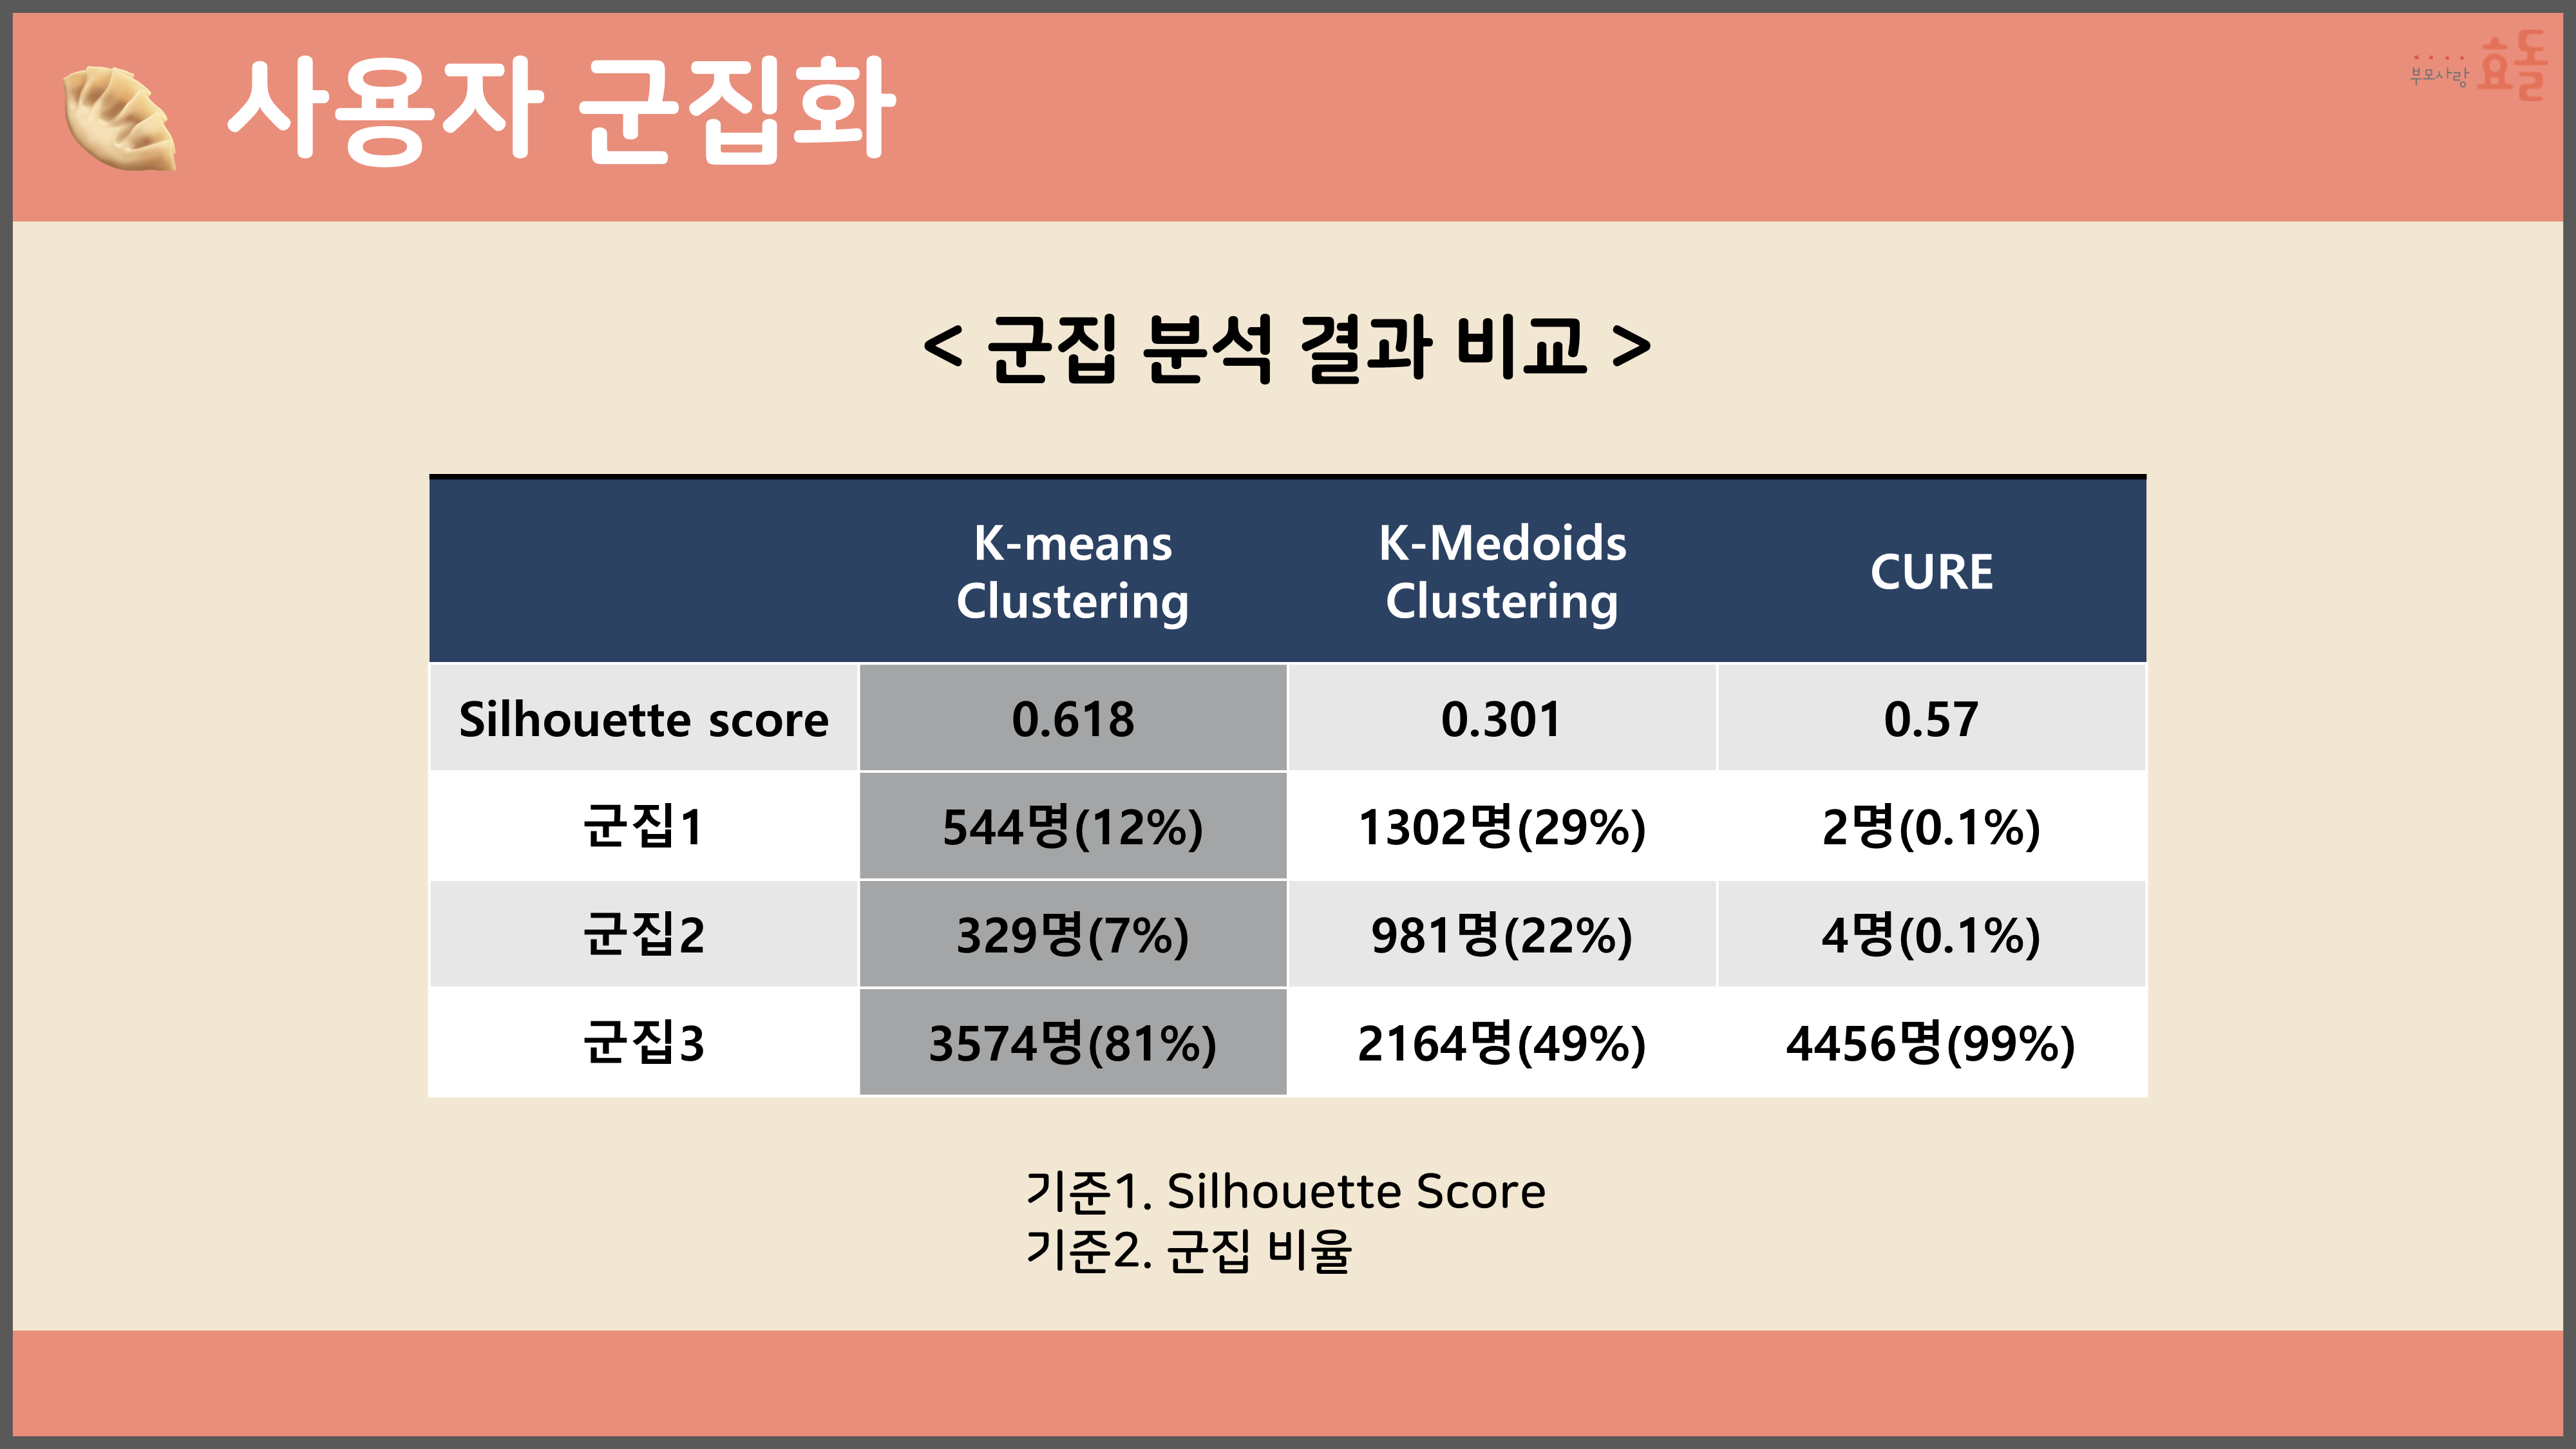 사용자 군집화
부모사랑 효돌
< 군집 분석 결과 비교 >
K-means Clustering K-Medoids Clustering CURE
Silhouette score 0.618 0.301 0.57
군집1 544명(12%) 1302명(29%) 2명(0.1%)
군집2 329명(7%) 981명(22%) 4명(0.1%)
군집3 3574명(81%) 2164명(49%) 4456명(99%)
기준1. Silhouette Score
기준2. 군집 비율